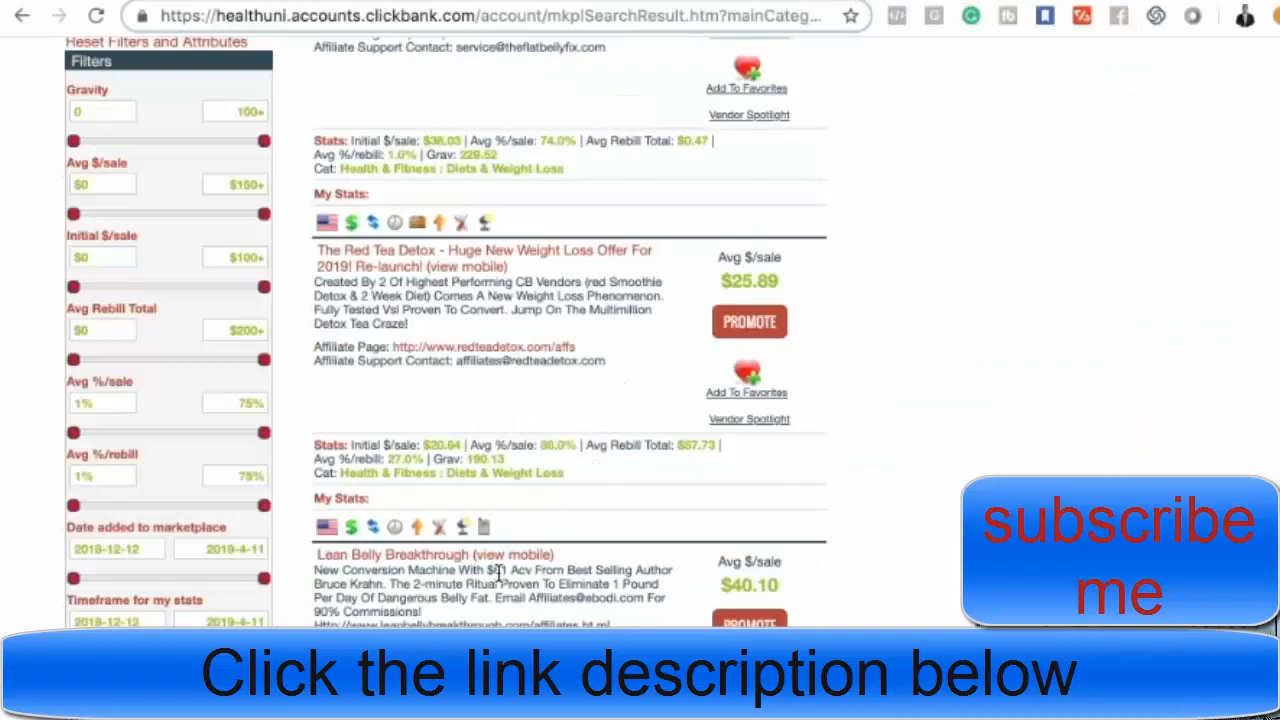 https://healthuni.accounts.clickbank.com/account/mkplSearchResult.htm?mainCateg...
Reset Filters and Attributes
Filters
Gravity
0 100+
Avg $/sale
$0 $150+
Initial $/sale
$0 $100+
Avg Rebill Total
$0 $200+
Avg %/sale
1% 75%
Avg %/rebill
1% 75%
Date added to marketplace
2018-12-12 2019-4-11
Timeframe for my stats
2018-12-12 2019-4-11
Affiliate Support Contact: service@theflatbellyfix.com
Add To Favorites
Vendor Spotlight
Stats: Initial $/sale: $38.03 | Avg %/sale: 74.0% | Avg Rebill Total: $0.47 |
Avg %/rebill: 1.0% | Grav: 229.52
Cat: Health & Fitness : Diets & Weight Loss
My Stats:
The Red Tea Detox - Huge New Weight Loss Offer For
2019! Re-launch! (view mobile)
Created By 2 Of Highest Performing CB Vendors (red Smoothie
Detox & 2 Week Diet) Comes A New Weight Loss Phenomenon.
Fully Tested Vsl Proven To Convert. Jump On The Multimillion
Detox Tea Craze!
Avg $/sale
$25.89
PROMOTE
Affiliate Page: http://www.redteadetox.com/affs
Affiliate Support Contact: affiliates@redteadetox.com
Add To Favorites
Vendor Spotlight
Stats: Initial $/sale: $20.64 | Avg %/sale: | Avg Rebill Total: |
Avg %/rebill: 27.0% | Grav: 190.13
Cat: Health & Fitness : Diets & Weight Loss
My Stats:
Lean Belly Breakthrough (view mobile)
New Conversion Machine With Acv From Best Selling Author
Bruce Krahn. The 2-minute Ritual Proven To Eliminate 1 Pound
Per Day Of Dangerous Belly Fat. Email Affiliates@ebodi.com For
90% Commissions!
Http://www.leanbellybreakthrough.com/affiliates.html
Avg $/sale
$40.10
PROMOTE
subscribe
me
Click the link description below